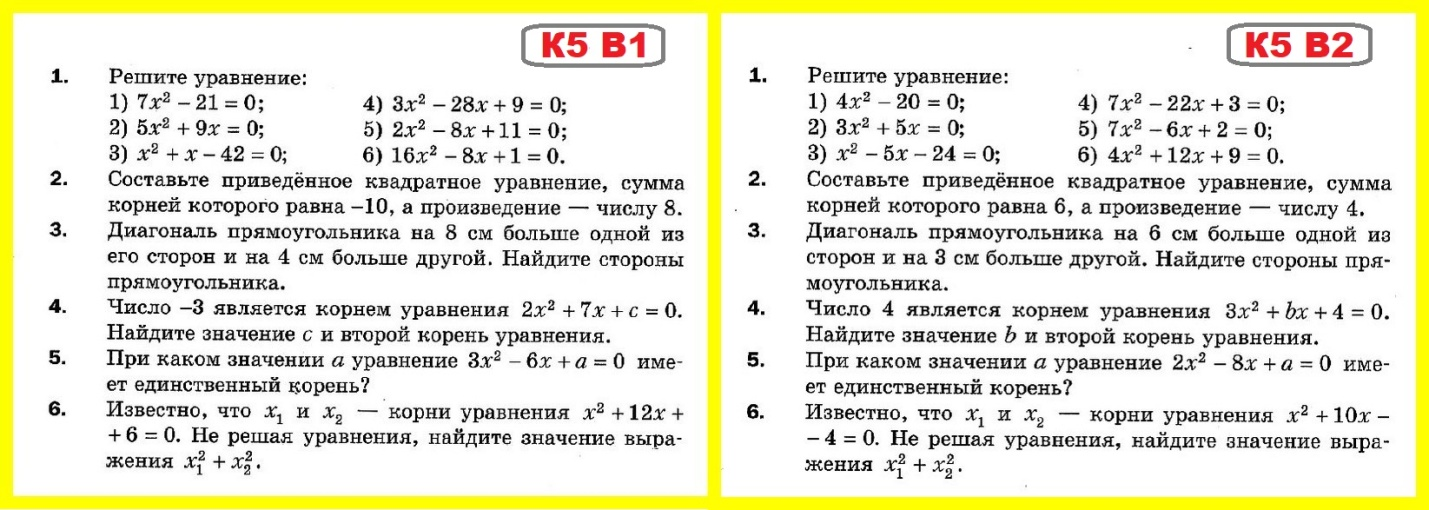 К5 В1
1. Решите уравнение:
1) 7x² – 21 = 0; 4) 3x² – 28x + 9 = 0;
2) 5x² + 9x = 0; 5) 2x² – 8x + 11 = 0;
3) x² + x – 42 = 0; 6) 16x² – 8x + 1 = 0.
2. Составьте приведённое квадратное уравнение, сумма
корней которого равна –10, а произведение — числу 8.
3. Диагональ прямоугольника на 8 см больше одной из
его сторон и на 4 см больше другой. Найдите стороны
прямоугольника.
4. Число –3 является корнем уравнения 2x² + 7x + c = 0.
Найдите значение c и второй корень уравнения.
5. При каком значении a уравнение 3x² – 6x + a = 0 име-
ет единственный корень?
6. Известно, что x₁ и x₂ — корни уравнения x² + 12x +
+ 6 = 0. Не решая уравнения, найдите значение выра-
жения x₁² + x₂².
К5 В2
1. Решите уравнение:
1) 4x² – 20 = 0; 4) 7x² – 22x + 3 = 0;
2) 3x² + 5x = 0; 5) 7x² – 6x + 2 = 0;
3) x² – 5x – 24 = 0; 6) 4x² + 12x + 9 = 0.
2. Составьте приведённое квадратное уравнение, сумма
корней которого равна 6, а произведение — числу 4.
3. Диагональ прямоугольника на 6 см больше одной из
сторон и на 3 см больше другой. Найдите стороны пря-
моугольника.
4. Число 4 является корнем уравнения 3x² + bx + 4 = 0.
Найдите значение b и второй корень уравнения.
5. При каком значении a уравнение 2x² – 8x + a = 0 име-
ет единственный корень?
6. Известно, что x₁ и x₂ — корни уравнения x² + 10x –
– 4 = 0. Не решая уравнения, найдите значение выра-
жения x₁² + x₂².